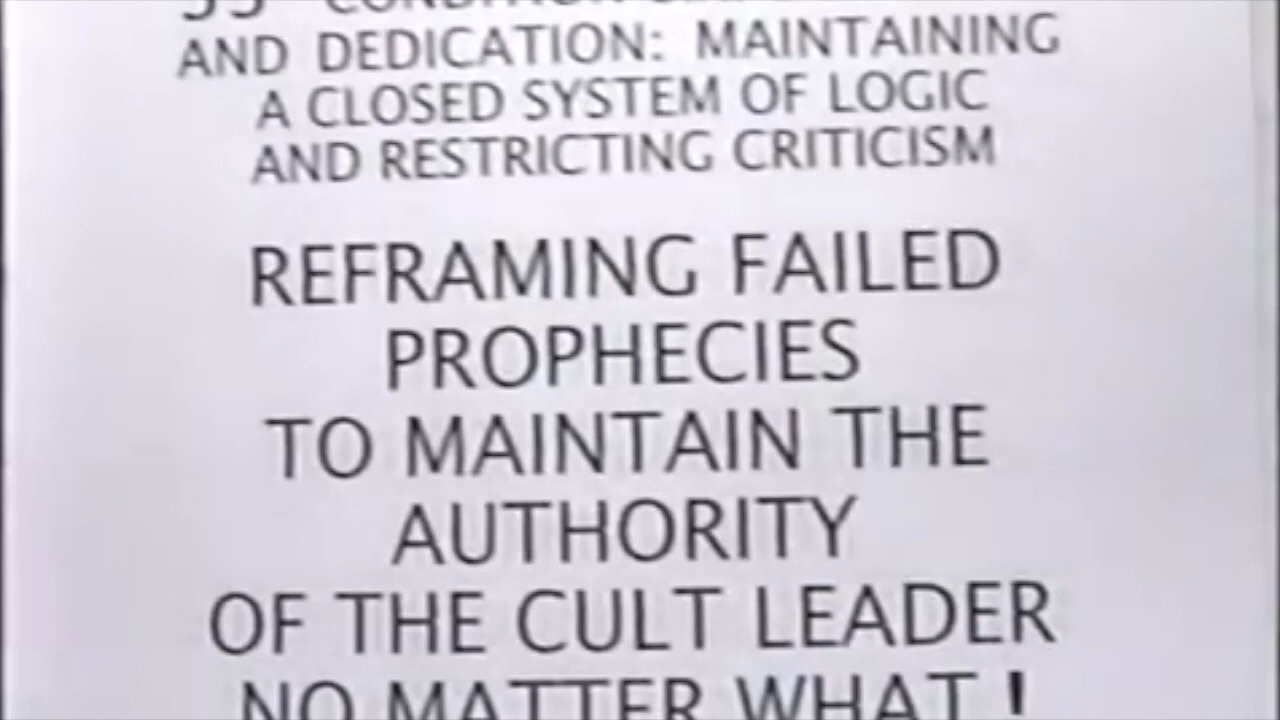 AND DEDICATION: MAINTAINING
A CLOSED SYSTEM OF LOGIC
AND RESTRICTING CRITICISM
REFRAMING FAILED
PROPHECIES
TO MAINTAIN THE
AUTHORITY
OF THE CULT LEADER
NO MATTER WHAT !